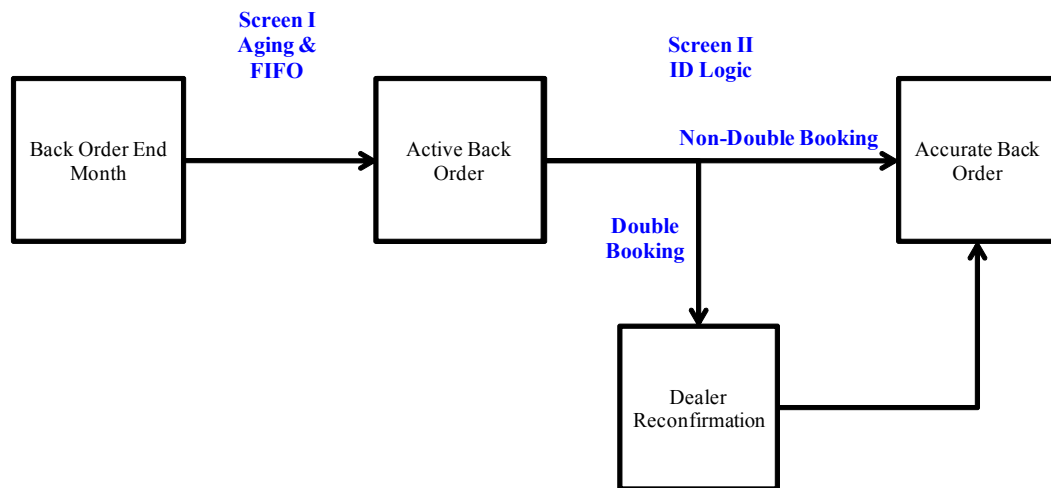 Screen I
Aging &
FIFO
Screen II
ID Logic
Back Order End
Month
Active Back
Order
Non-Double Booking
Accurate Back
Order
Double
Booking
Dealer
Reconfirmation